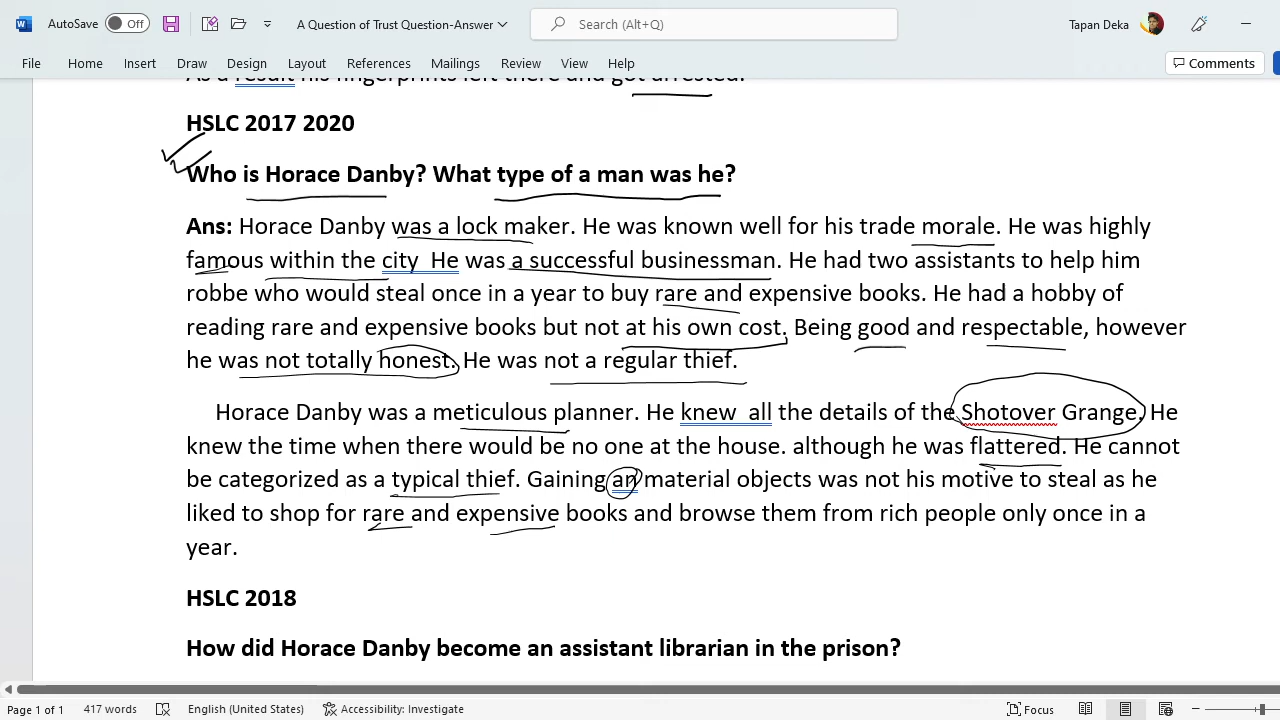 AutoSave Off A Question of Trust Question-Answer Search (Alt+Q) Tapan Deka
File Home Insert Draw Design Layout References Mailings Review View Help Comments
As a result his fingerprints left there and got arrested.
HSLC 2017 2020
Who is Horace Danby? What type of a man was he?
Ans: Horace Danby was a lock maker. He was known well for his trade morale. He was highly
famous within the city  He was a successful businessman. He had two assistants to help him
robbe who would steal once in a year to buy rare and expensive books. He had a hobby of
reading rare and expensive books but not at his own cost. Being good and respectable, however
he was not totally honest. He was not a regular thief.
Horace Danby was a meticulous planner. He knew  all the details of the Shotover Grange. He
knew the time when there would be no one at the house. although he was flattered. He cannot
be categorized as a typical thief. Gaining an material objects was not his motive to steal as he
liked to shop for rare and expensive books and browse them from rich people only once in a
year.
HSLC 2018
How did Horace Danby become an assistant librarian in the prison?
Page 1 of 1 417 words English (United States) Accessibility: Investigate Focus